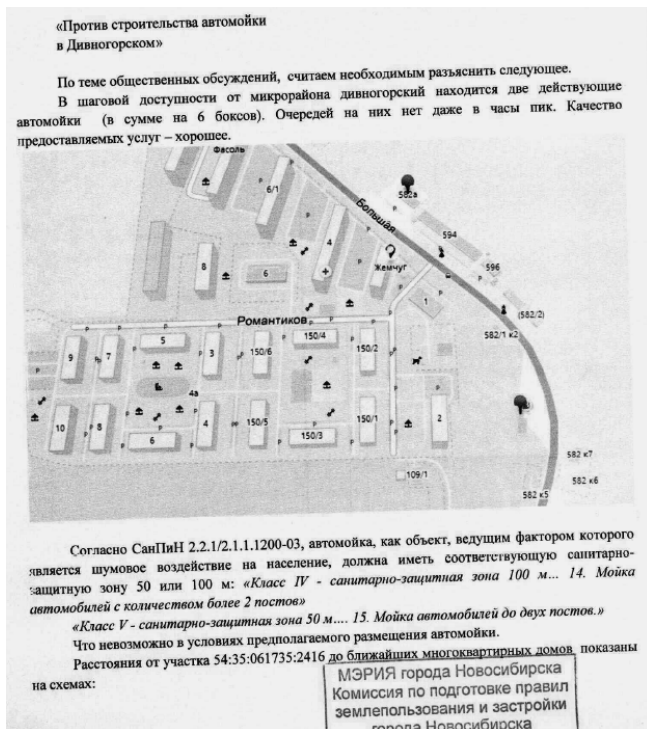 «Против строительства автомойки
в Дивногорском»
По теме общественных обсуждений, считаем необходимым разъяснить следующее.
В шаговой доступности от микрорайона дивногорский находится две действующие
автомойки (в сумме на 6 боксов). Очередей на них нет даже в часы пик. Качество
предоставляемых услуг – хорошее.
Фасоль
6/1
582а
Большая
4
594
8
6
Жемчуг
596
1
(582/2)
Романтиков
582/1 к2
9
7
5
3
150/6
150/4
150/2
4а
10
8
6
4
150/5
150/3
150/1
2
109/1
582 к7
582 к6
582 к5
Согласно СанПиН 2.2.1/2.1.1.1200-03, автомойка, как объект, ведущим фактором которого
является шумовое воздействие на население, должна иметь соответствующую санитарно-
защитную зону 50 или 100 м: «Класс IV - санитарно-защитная зона 100 м... 14. Мойка
автомобилей с количеством более 2 постов»
«Класс V - санитарно-защитная зона 50 м.... 15. Мойка автомобилей до двух постов.»
Что невозможно в условиях предполагаемого размещения автомойки.
Расстояния от участка 54:35:061735:2416 до ближайших многоквартирных домов показаны
на схемах:
МЭРИЯ города Новосибирска
Комиссия по подготовке правил
землепользования и застройки
города Новосибирска